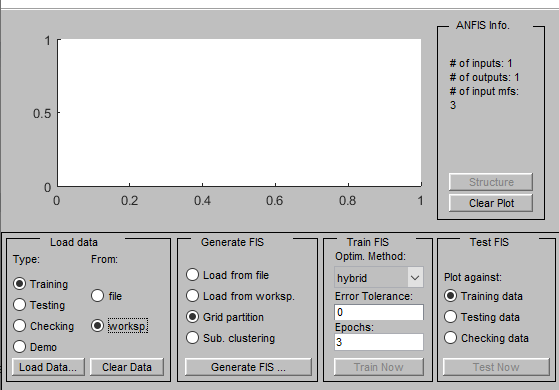 ANFIS Info.
# of inputs: 1
# of outputs: 1
# of input mfs:
3
Structure
Clear Plot
1
0.5
0
0 0.2 0.4 0.6 0.8 1
Load data
Type: From:
Training
Testing
Checking
Demo
file
worksp.
Load Data... Clear Data
Generate FIS
Load from file
Load from worksp.
Grid partition
Sub. clustering
Generate FIS ...
Train FIS
Optim. Method:
hybrid
Error Tolerance:
0
Epochs:
3
Train Now
Test FIS
Plot against:
Training data
Testing data
Checking data
Test Now